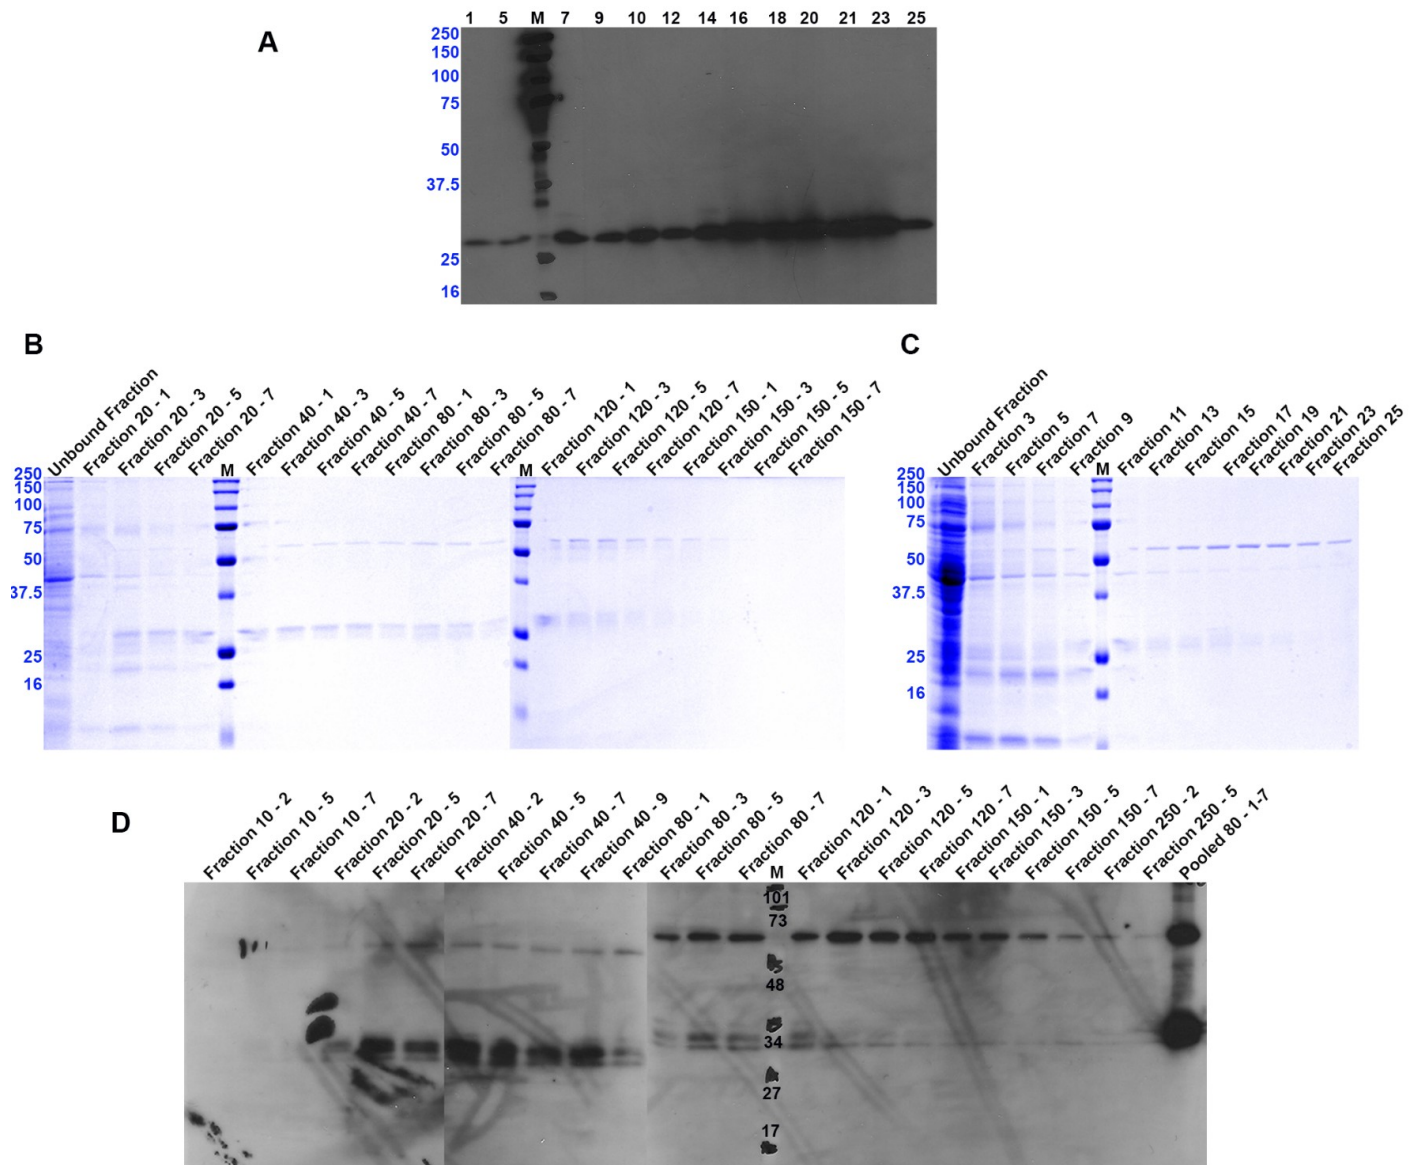 A
1 5 M 7 9 10 12 14 16 18 20 21 23 25
250
150
100
75
50
37.5
25
16
B
Unbound Fraction
Fraction 20 - 1
Fraction 20 - 3
Fraction 20 - 5
Fraction 20 - 7
M
Fraction 40 - 1
Fraction 40 - 3
Fraction 40 - 5
Fraction 40 - 7
Fraction 80 - 1
Fraction 80 - 3
Fraction 80 - 5
Fraction 80 - 7
M
Fraction 120 - 1
Fraction 120 - 3
Fraction 120 - 5
Fraction 120 - 7
Fraction 150 - 1
Fraction 150 - 3
Fraction 150 - 5
Fraction 150 - 7
250
150
100
75
50
37.5
25
16
C
Unbound Fraction
Fraction 3
Fraction 5
Fraction 7
Fraction 9
M
Fraction 11
Fraction 13
Fraction 15
Fraction 17
Fraction 19
Fraction 21
Fraction 23
Fraction 25
250
150
100
75
50
37.5
25
16
D
Fraction 10 - 2
Fraction 10 - 5
Fraction 10 - 7
Fraction 20 - 2
Fraction 20 - 5
Fraction 20 - 7
Fraction 40 - 2
Fraction 40 - 5
Fraction 40 - 7
Fraction 40 - 9
Fraction 80 - 1
Fraction 80 - 3
Fraction 80 - 5
Fraction 80 - 7
M
Fraction 120 - 1
Fraction 120 - 3
Fraction 120 - 5
Fraction 120 - 7
Fraction 150 - 1
Fraction 150 - 3
Fraction 150 - 5
Fraction 150 - 7
Fraction 250 - 2
Fraction 250 - 5
Pooled 80 - 1-7
101
73
48
34
27
17